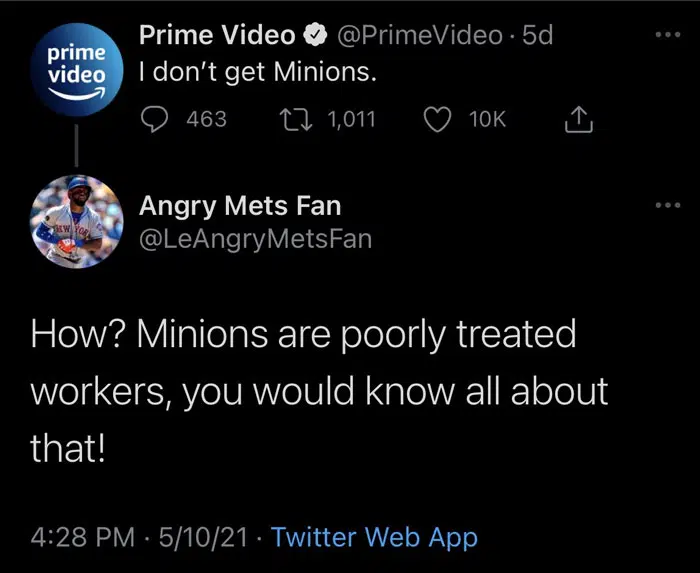 prime
video
Prime Video @PrimeVideo · 5d
I don’t get Minions.
463 1,011 10K
Angry Mets Fan
@LeAngryMetsFan
NEW YORK
How? Minions are poorly treated
workers, you would know all about
that!
4:28 PM · 5/10/21 · Twitter Web App